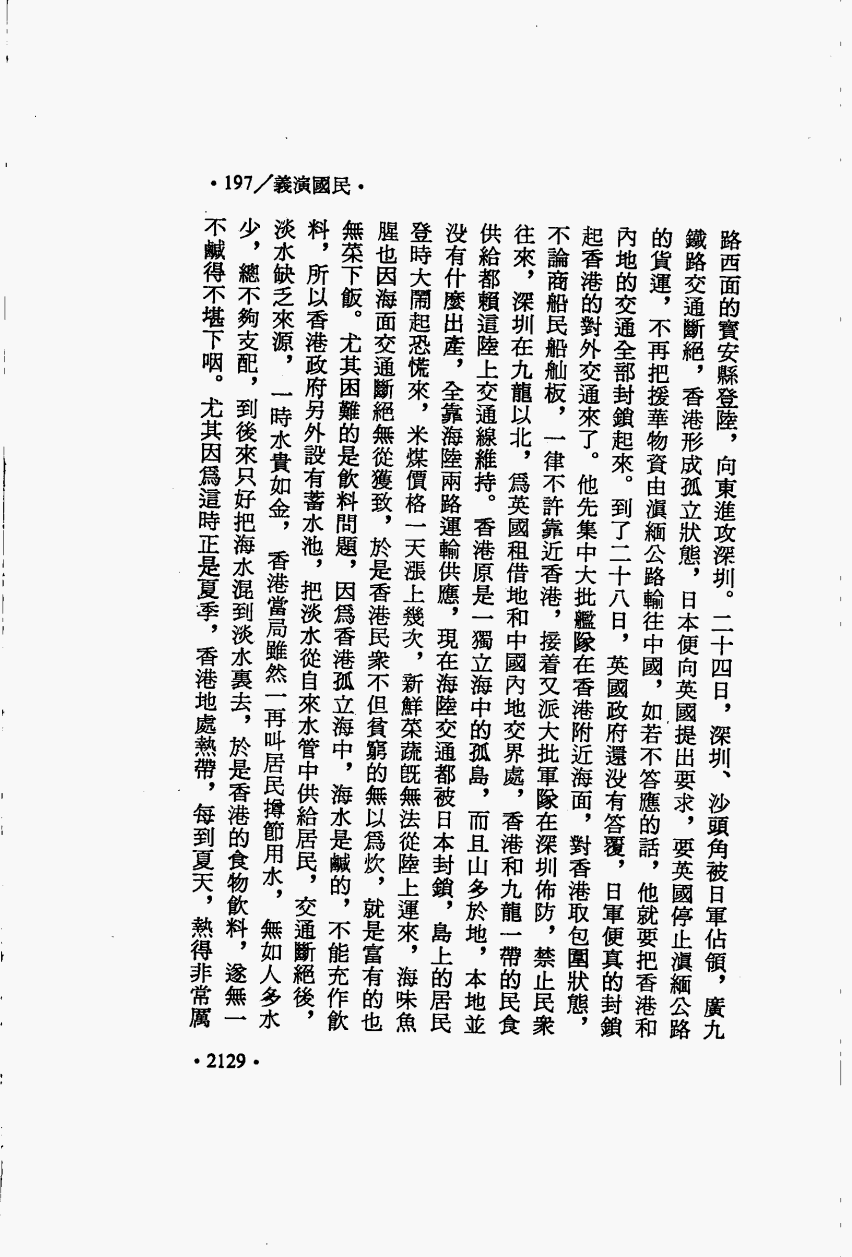 •197/義演國民•
路西面的寶安縣登陸，向東進攻深圳。二十四日，深圳、沙頭角被日軍佔領，廣九
鐵路交通斷絕，香港形成孤立狀態，日本便向英國提出要求，要英國停止滇緬公路
的貨運，不再把援華物資由滇緬公路輸往中國，如若不答應的話，他就要把香港和
內地的交通全部封鎖起來。到了二十八日，英國政府還沒有答覆，日軍便真的封鎖
起香港的對外交通來了。他先集中大批艦隊在香港附近海面，對香港取包圍狀態，
不論商船民船舢板，一律不許靠近香港，接着又派大批軍隊在深圳佈防，禁止民衆
往來，深圳在九龍以北，爲英國租借地和中國內地交界處，香港和九龍一帶的民食
供給都賴這陸上交通線維持。香港原是一獨立海中的孤島，而且山多於地，本地並
沒有什麼出產，全靠海陸兩路運輸供應，現在海陸交通都被日本封鎖，島上的居民
登時大鬧起恐慌來，米煤價格一天漲上幾次，新鮮菜蔬旣無法從陸上運來，海味魚
腥也因海面交通斷絕無從獲致，於是香港民衆不但貧窮的無以爲炊，就是富有的也
無菜下飯。尤其困難的是飲料問題，因爲香港孤立海中，海水是鹹的，不能充作飲
料，所以香港政府另外設有蓄水池，把淡水從自來水管中供給居民，交通斷絕後，
淡水缺乏來源，一時水貴如金，香港當局雖然一再叫居民撙節用水，無如人多水
少，總不夠支配，到後來只好把海水混到淡水裏去，於是香港的食物飲料，遂無一
不鹹得不堪下咽。尤其因爲這時正是夏季，香港地處熱帶，每到夏天，熱得非常厲
•2129•